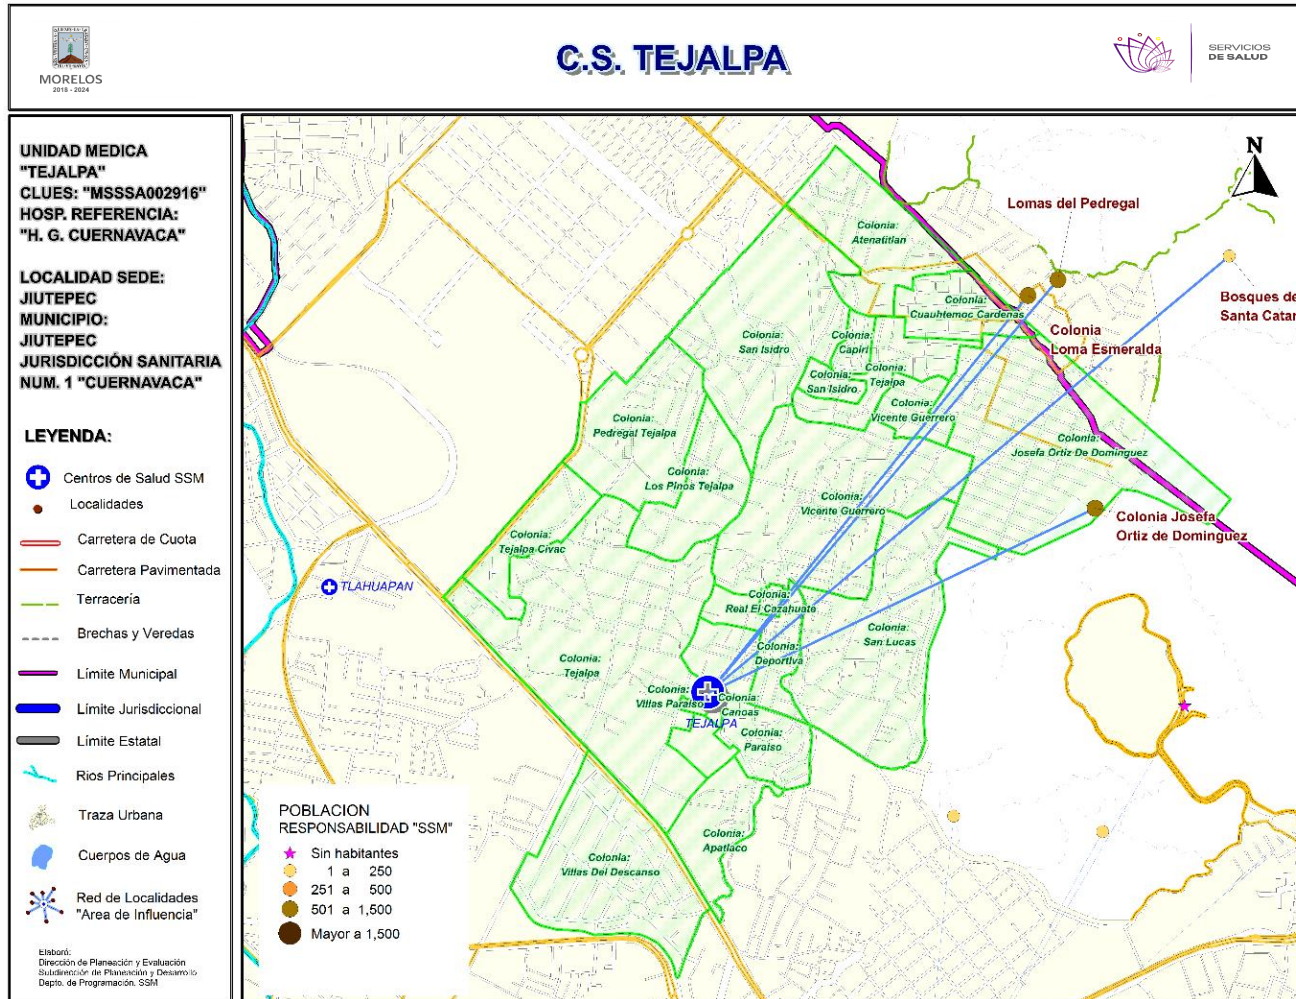 MORELOS
2018 - 2024
C.S. TEJALPA
SERVICIOS
DE SALUD
UNIDAD MEDICA
"TEJALPA"
CLUES: "MSSSA002916"
HOSP. REFERENCIA:
"H. G. CUERNAVACA"
LOCALIDAD SEDE:
JIUTEPEC
MUNICIPIO:
JIUTEPEC
JURISDICCIÓN SANITARIA
NUM. 1 "CUERNAVACA"
LEYENDA:
Centros de Salud SSM
Localidades
Carretera de Cuota
Carretera Pavimentada
Terracería
Brechas y Veredas
Límite Municipal
Límite Jurisdiccional
Límite Estatal
Rios Principales
Traza Urbana
Cuerpos de Agua
Red de Localidades
"Area de Influencia"
Elaboró:
Dirección de Planeación y Evaluación
Subdirección de Planeación y Desarrollo
Depto. de Programación. SSM
N
Lomas del Pedregal
Colonia:
Atenatitlan
Bosques de
Santa Catar
Colonia:
Cuauhtemoc Cardenas
Colonia
Loma Esmeralda
Colonia:
San Isidro
Colonia:
Capiri
Colonia:
San Isidro
Colonia:
Tejalpa
Colonia:
Vicente Guerrero
Colonia:
Pedregal Tejalpa
Colonia:
Josefa Ortiz De Dominguez
Colonia:
Los Pinos Tejalpa
Colonia:
Vicente Guerrero
Colonia Josefa
Ortiz de Dominguez
Colonia:
Tejalpa Civac
TLAHUAPAN
Colonia:
Real El Cazahuate
Colonia:
San Lucas
Colonia:
Deportiva
Colonia:
Tejalpa
Colonia:
Villas Paraiso
Colonia:
Canoas
TEJALPA
Colonia:
Paraiso
Colonia:
Apatlaco
Colonia:
Villas Del Descanso
POBLACION
RESPONSABILIDAD "SSM"
Sin habitantes
1 a 250
251 a 500
501 a 1,500
Mayor a 1,500